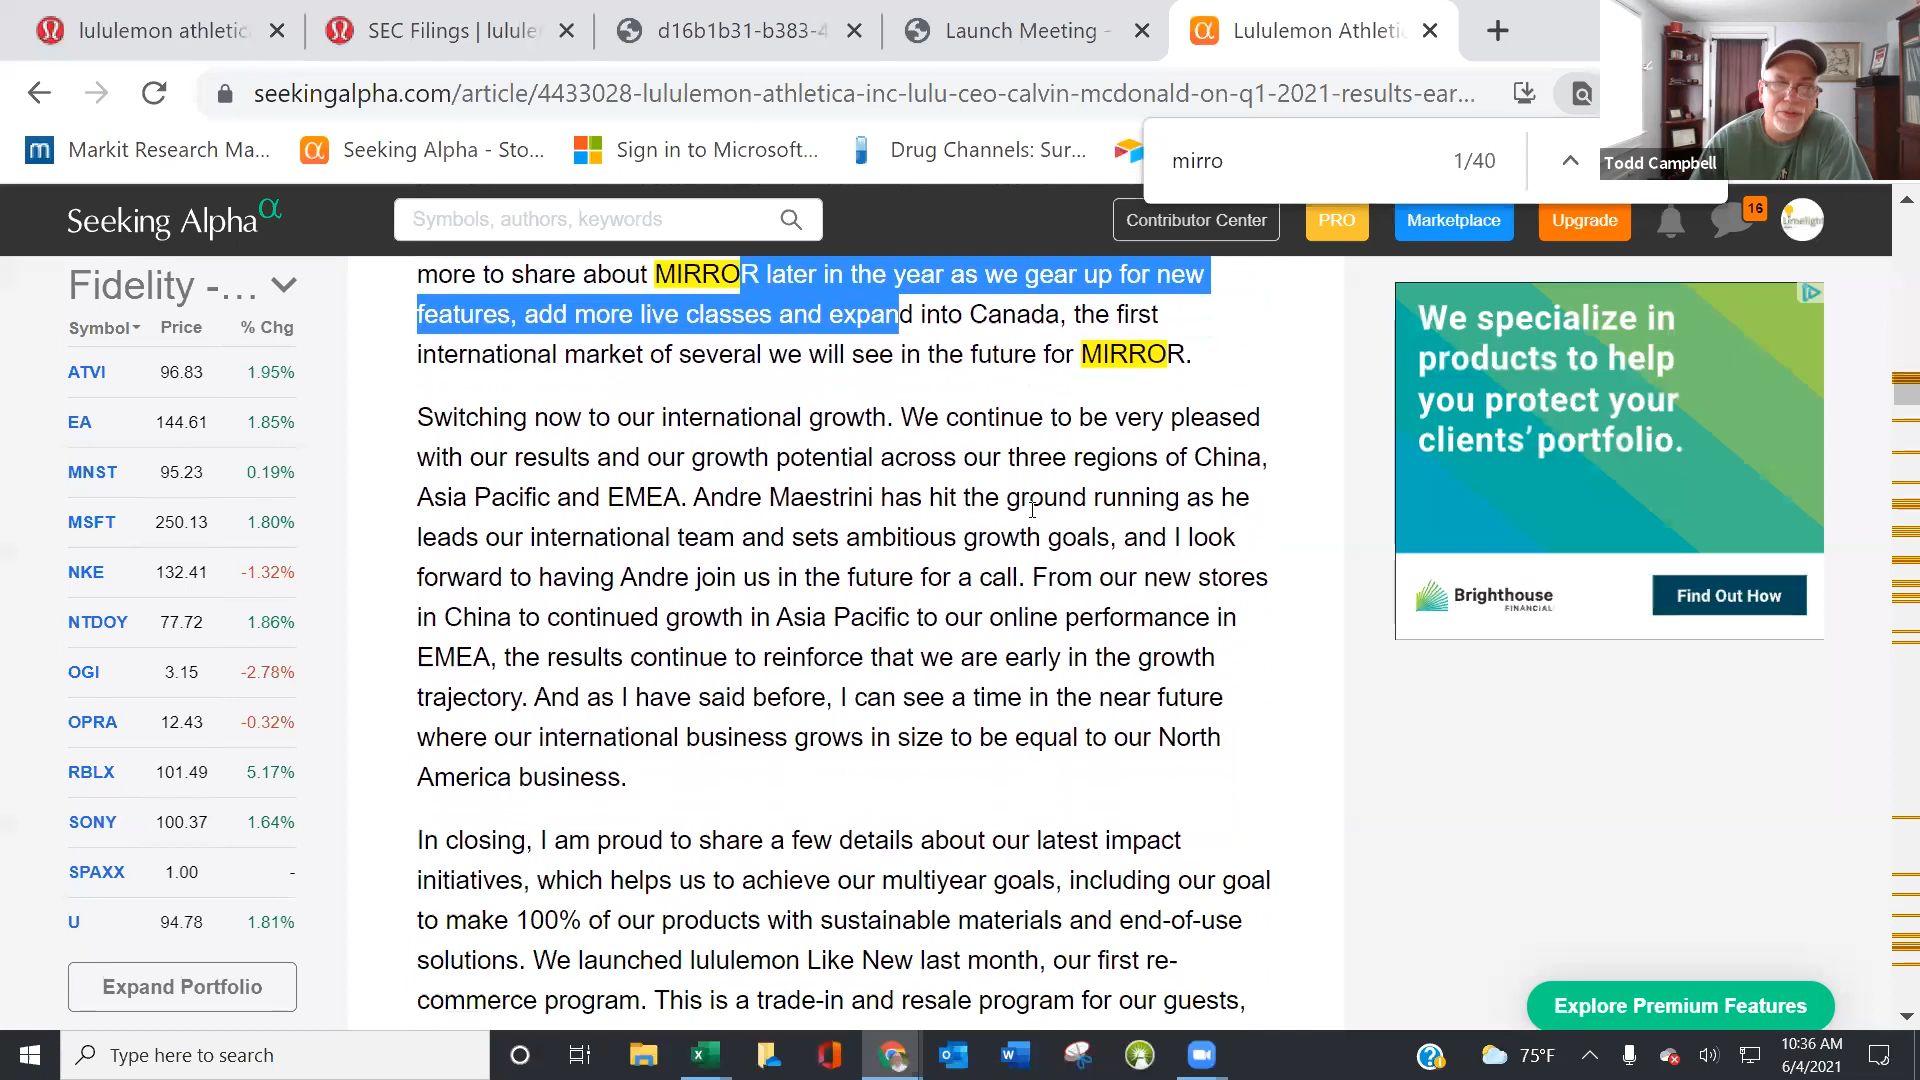 lululemon athletic
SEC Filings | lulule
d16b1b31-b383-4
Launch Meeting -
Lululemon Athleti
seekingalpha.com/article/4433028-lululemon-athletica-inc-lulu-ceo-calvin-mcdonald-on-q1-2021-results-ear...
Markit Research Ma...
Seeking Alpha - Sto...
Sign in to Microsoft...
Drug Channels: Sur...
mirro
1/40
Todd Campbell
Seeking Alpha α
Symbols, authors, keywords
Contributor Center
PRO
Marketplace
Upgrade
16
Limelight
Fidelity -...
Symbol Price % Chg
ATVI 96.83 1.95%
EA 144.61 1.85%
MNST 95.23 0.19%
MSFT 250.13 1.80%
NKE 132.41 -1.32%
NTDOY 77.72 1.86%
OGI 3.15 -2.78%
OPRA 12.43 -0.32%
RBLX 101.49 5.17%
SONY 100.37 1.64%
SPAXX 1.00 -
U 94.78 1.81%
Expand Portfolio
more to share about MIRROR later in the year as we gear up for new
features, add more live classes and expand into Canada, the first
international market of several we will see in the future for MIRROR.
Switching now to our international growth. We continue to be very pleased
with our results and our growth potential across our three regions of China,
Asia Pacific and EMEA. Andre Maestrini has hit the ground running as he
leads our international team and sets ambitious growth goals, and I look
forward to having Andre join us in the future for a call. From our new stores
in China to continued growth in Asia Pacific to our online performance in
EMEA, the results continue to reinforce that we are early in the growth
trajectory. And as I have said before, I can see a time in the near future
where our international business grows in size to be equal to our North
America business.
In closing, I am proud to share a few details about our latest impact
initiatives, which helps us to achieve our multiyear goals, including our goal
to make 100% of our products with sustainable materials and end-of-use
solutions. We launched lululemon Like New last month, our first re-
commerce program. This is a trade-in and resale program for our guests,
We specialize in
products to help
you protect your
clients' portfolio.
Brighthouse
FINANCIAL
Find Out How
Explore Premium Features
Type here to search
75°F
10:36 AM
6/4/2021